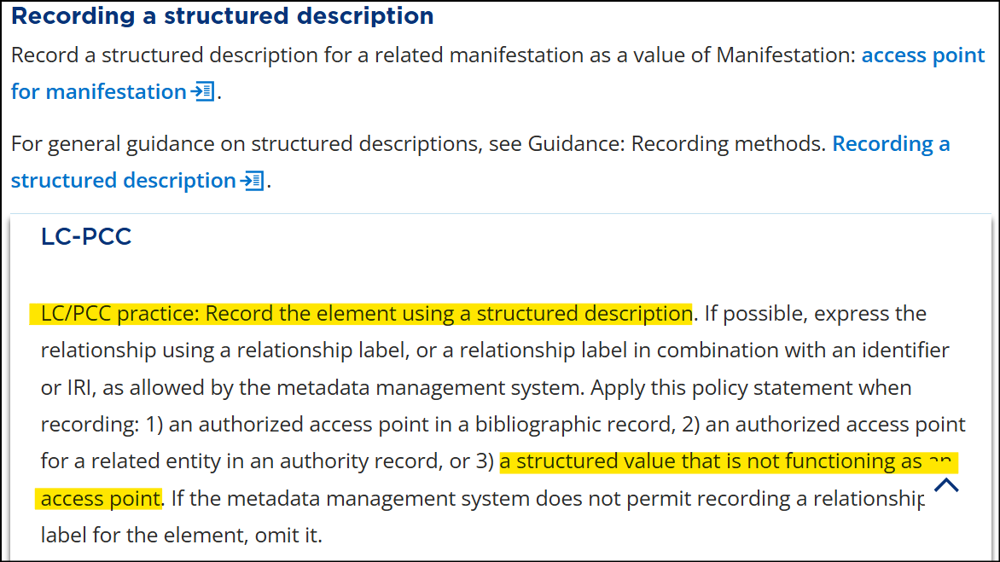 Recording a structured description
Record a structured description for a related manifestation as a value of Manifestation: access point
for manifestation.
For general guidance on structured descriptions, see Guidance: Recording methods. Recording a
structured description.
LC-PCC
LC/PCC practice: Record the element using a structured description. If possible, express the
relationship using a relationship label, or a relationship label in combination with an identifier
or IRI, as allowed by the metadata management system. Apply this policy statement when
recording: 1) an authorized access point in a bibliographic record, 2) an authorized access point
for a related entity in an authority record, or 3) a structured value that is not functioning as an
access point. If the metadata management system does not permit recording a relationship
label for the element, omit it.